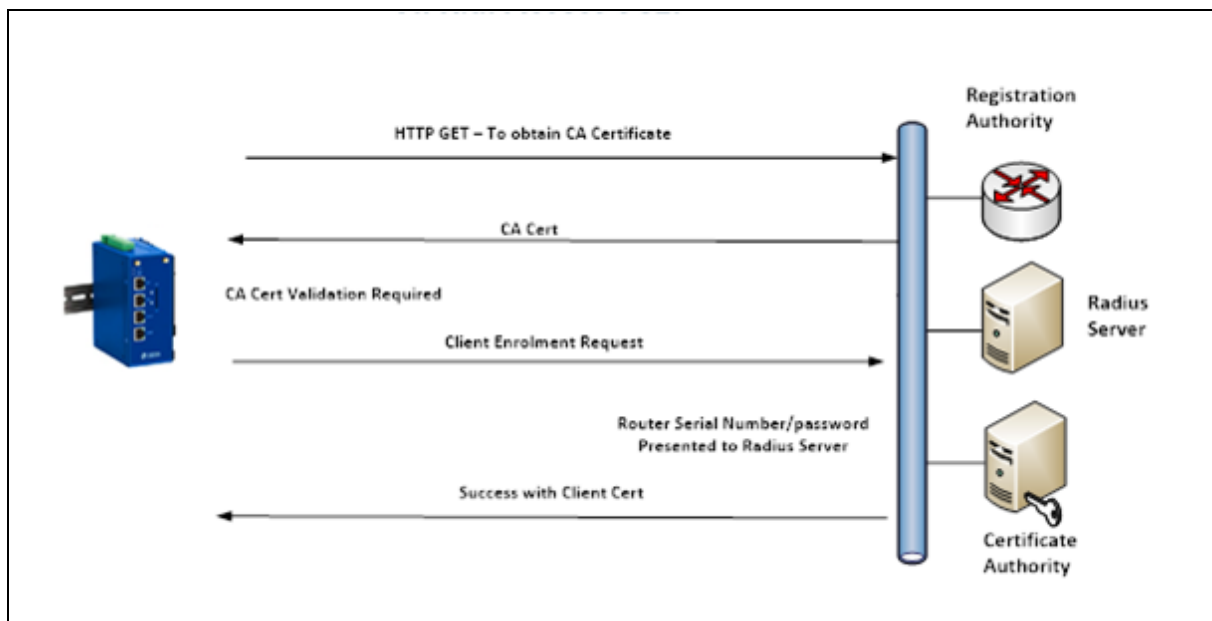 Registration
Authority
HTTP GET – To obtain CA Certificate
CA Cert
CA Cert Validation Required
Radius
Server
Client Enrolment Request
Router Serial Number/password
Presented to Radius Server
Success with Client Cert
Certificate
Authority